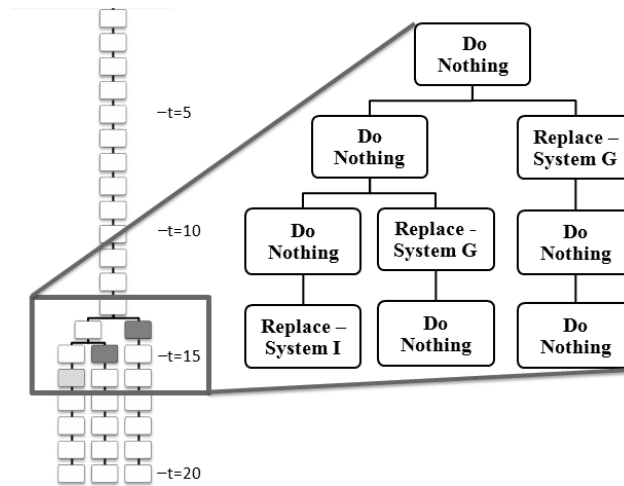 Do
Nothing
–t=5
Do
Nothing
Replace –
System G
–t=10
Do
Nothing
Replace -
System G
Do
Nothing
Replace –
System I
Do
Nothing
Do
Nothing
–t=15
–t=20